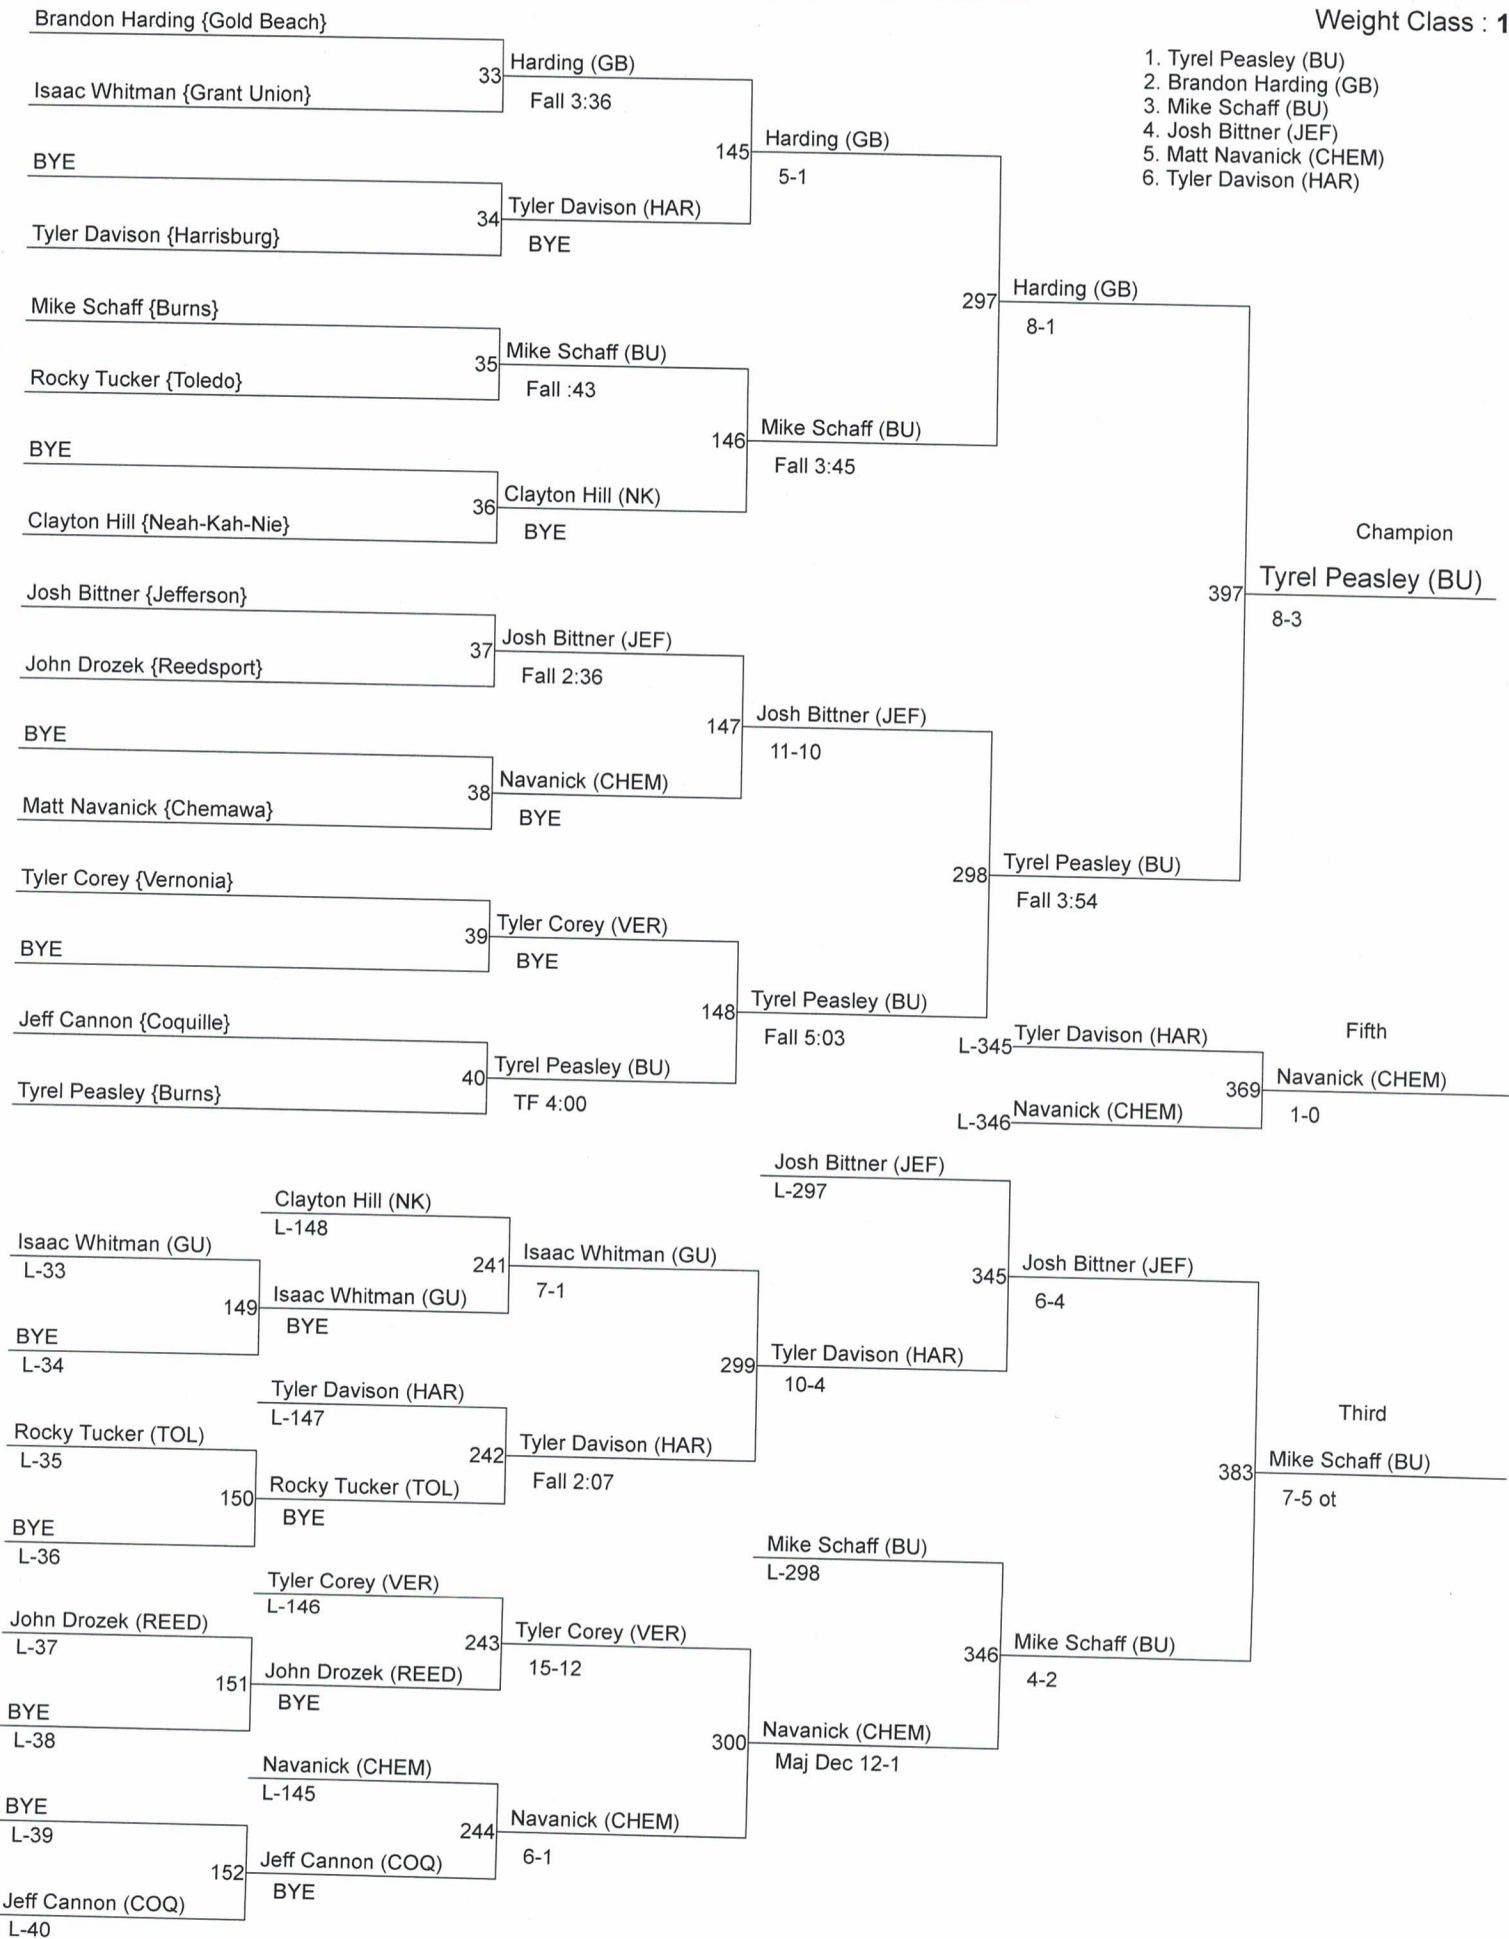 Weight Class : 1
1. Tyrel Peasley (BU)
2. Brandon Harding (GB)
3. Mike Schaff (BU)
4. Josh Bittner (JEF)
5. Matt Navanick (CHEM)
6. Tyler Davison (HAR)
Brandon Harding {Gold Beach}
33
Harding (GB)
Fall 3:36
Isaac Whitman {Grant Union}
145
Harding (GB)
5-1
BYE
34
Tyler Davison (HAR)
BYE
Tyler Davison {Harrisburg}
297
Harding (GB)
8-1
Mike Schaff {Burns}
35
Mike Schaff (BU)
Fall :43
Rocky Tucker {Toledo}
146
Mike Schaff (BU)
Fall 3:45
BYE
36
Clayton Hill (NK)
BYE
Clayton Hill {Neah-Kah-Nie}
Champion
397
Tyrel Peasley (BU)
8-3
Josh Bittner {Jefferson}
37
Josh Bittner (JEF)
Fall 2:36
John Drozek {Reedsport}
147
Josh Bittner (JEF)
11-10
BYE
38
Navanick (CHEM)
BYE
Matt Navanick {Chemawa}
298
Tyrel Peasley (BU)
Fall 3:54
Tyler Corey {Vernonia}
39
Tyler Corey (VER)
BYE
BYE
148
Tyrel Peasley (BU)
Fall 5:03
Jeff Cannon {Coquille}
40
Tyrel Peasley (BU)
TF 4:00
Tyrel Peasley {Burns}
Fifth
L-345
Tyler Davison (HAR)
369
Navanick (CHEM)
1-0
L-346
Navanick (CHEM)
Josh Bittner (JEF)
L-297
Clayton Hill (NK)
L-148
Isaac Whitman (GU)
L-33
241
Isaac Whitman (GU)
7-1
149
Isaac Whitman (GU)
BYE
BYE
L-34
345
Josh Bittner (JEF)
6-4
299
Tyler Davison (HAR)
10-4
Tyler Davison (HAR)
L-147
Rocky Tucker (TOL)
L-35
242
Tyler Davison (HAR)
Fall 2:07
150
Rocky Tucker (TOL)
BYE
BYE
L-36
Third
383
Mike Schaff (BU)
7-5 ot
Mike Schaff (BU)
L-298
Tyler Corey (VER)
L-146
John Drozek (REED)
L-37
243
Tyler Corey (VER)
15-12
151
John Drozek (REED)
BYE
BYE
L-38
346
Mike Schaff (BU)
4-2
300
Navanick (CHEM)
Maj Dec 12-1
Navanick (CHEM)
L-145
BYE
L-39
244
Navanick (CHEM)
6-1
152
Jeff Cannon (COQ)
BYE
Jeff Cannon (COQ)
L-40